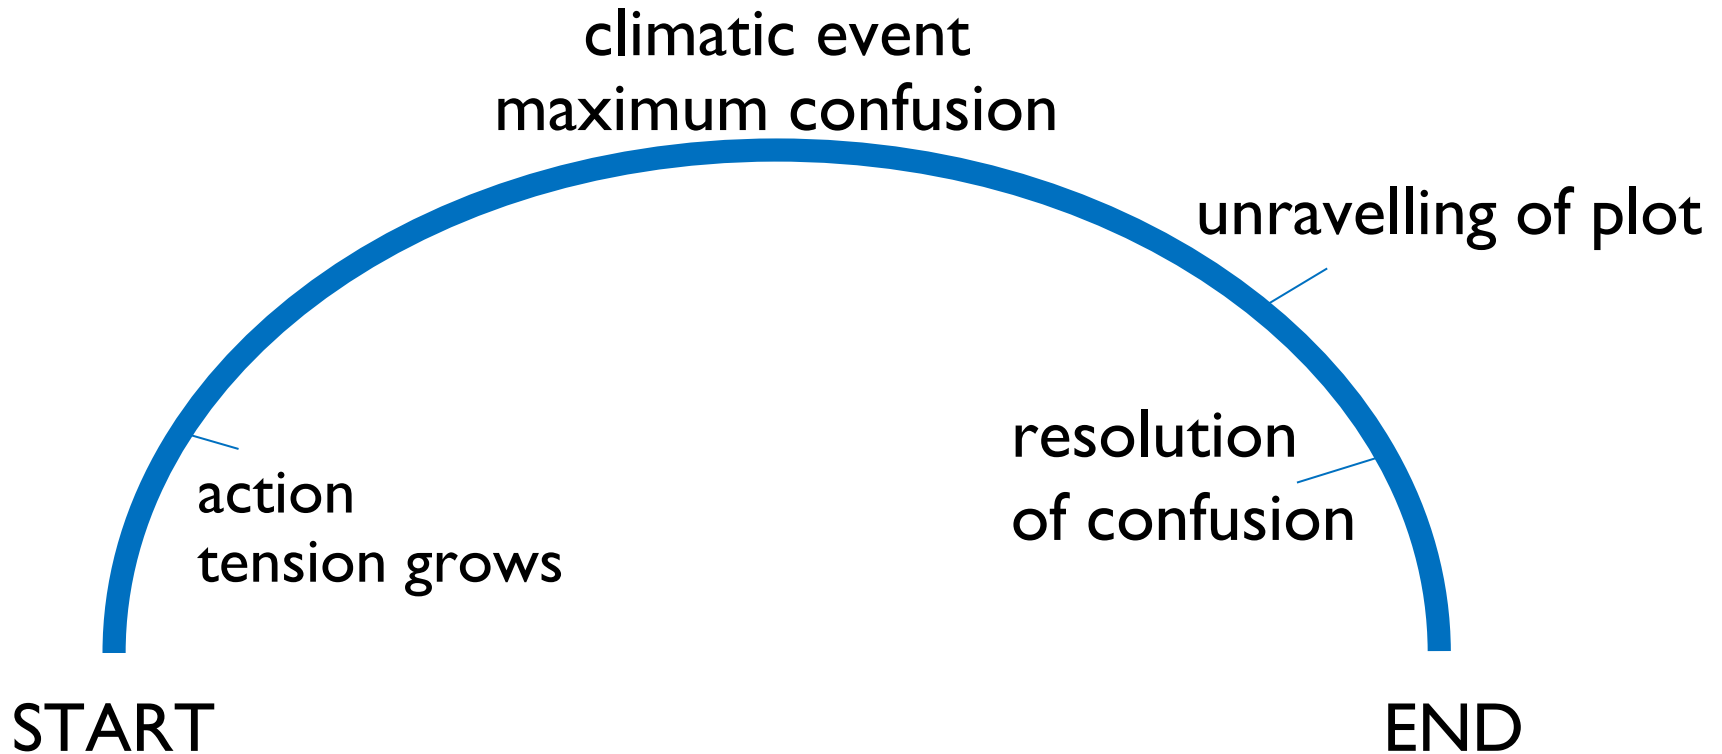 climatic event
maximum confusion
unravelling of plot
resolution
of confusion
action
tension grows
START
END